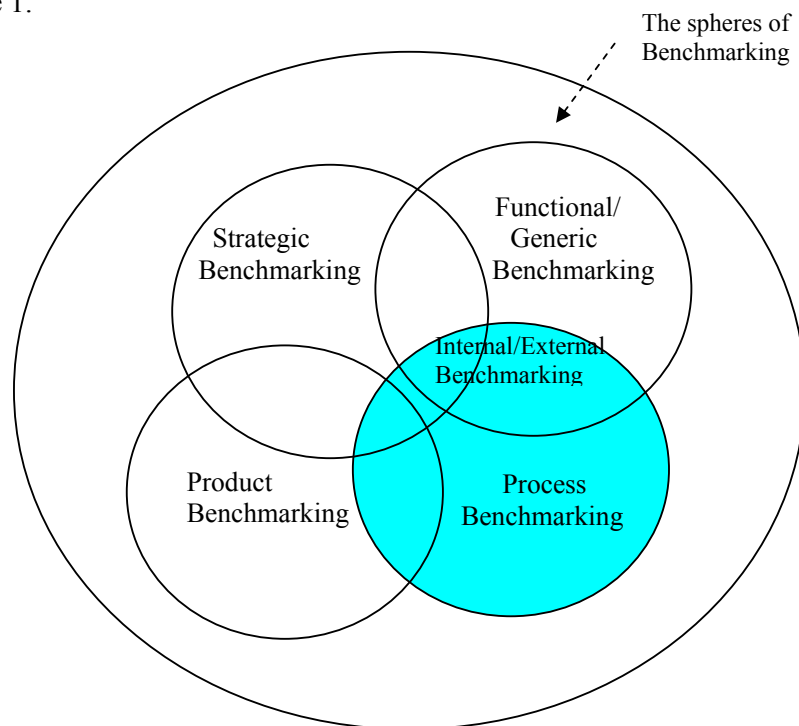 1.
The spheres of
Benchmarking
Functional/
Generic
Benchmarking
Strategic
Benchmarking
Internal/External
Benchmarking
Product
Benchmarking
Process
Benchmarking